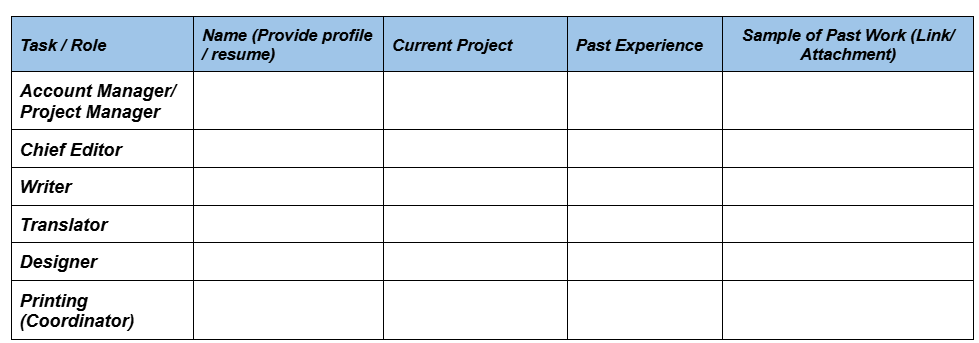 Task / Role
Name (Provide profile
/ resume)
Current Project
Past Experience
Sample of Past Work (Link/
Attachment)
Account Manager/
Project Manager
Chief Editor
Writer
Translator
Designer
Printing
(Coordinator)